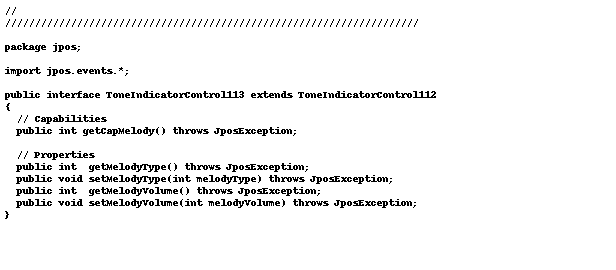 //
/////////////////////////////////////////////////////////////////////
package jpos;
import jpos.events.*;
public interface ToneIndicatorControl113 extends ToneIndicatorControl112
{
// Capabilities
public int getCapMelody() throws JposException;
// Properties
public int  getMelodyType() throws JposException;
public void setMelodyType(int melodyType) throws JposException;
public int  getMelodyVolume() throws JposException;
public void setMelodyVolume(int melodyVolume) throws JposException;
}